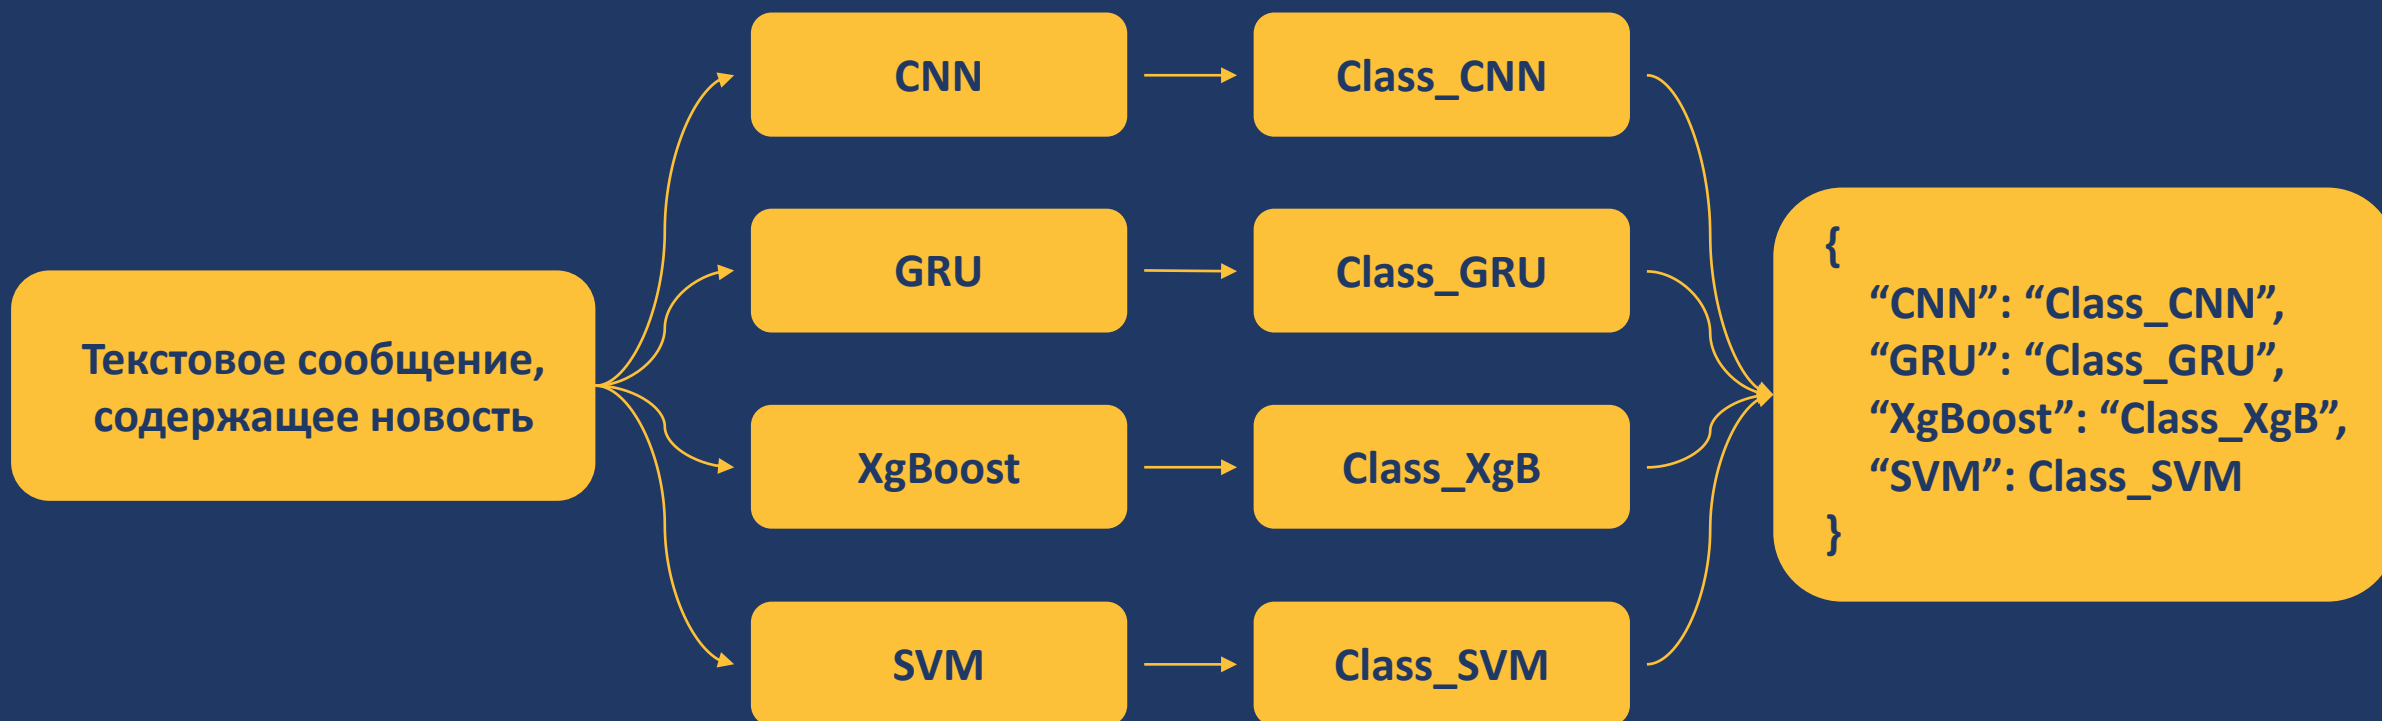 Текстовое сообщение,
содержащее новость
CNN
Class_CNN
GRU
Class_GRU
XgBoost
Class_XgB
SVM
Class_SVM
{
“CNN”: “Class_CNN”,
“GRU”: “Class_GRU”,
“XgBoost”: “Class_XgB”,
“SVM”: Class_SVM
}